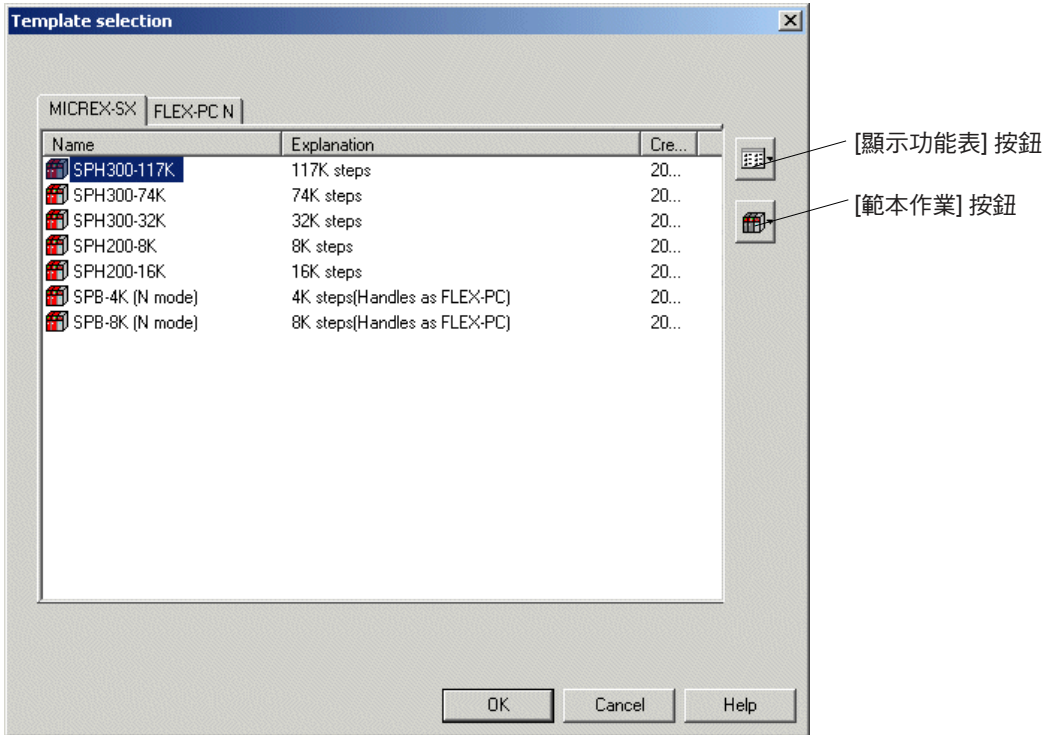 Template selection
MICREX-SX FLEX-PC N
Name Explanation Cre...
SPH300-117K 117K steps 20...
SPH300-74K 74K steps 20...
SPH300-32K 32K steps 20...
SPH200-8K 8K steps 20...
SPH200-16K 16K steps 20...
SPB-4K (N mode) 4K steps(Handles as FLEX-PC) 20...
SPB-8K (N mode) 8K steps(Handles as FLEX-PC) 20...
[顯示功能表] 按鈕
[範本作業] 按鈕
OK Cancel Help